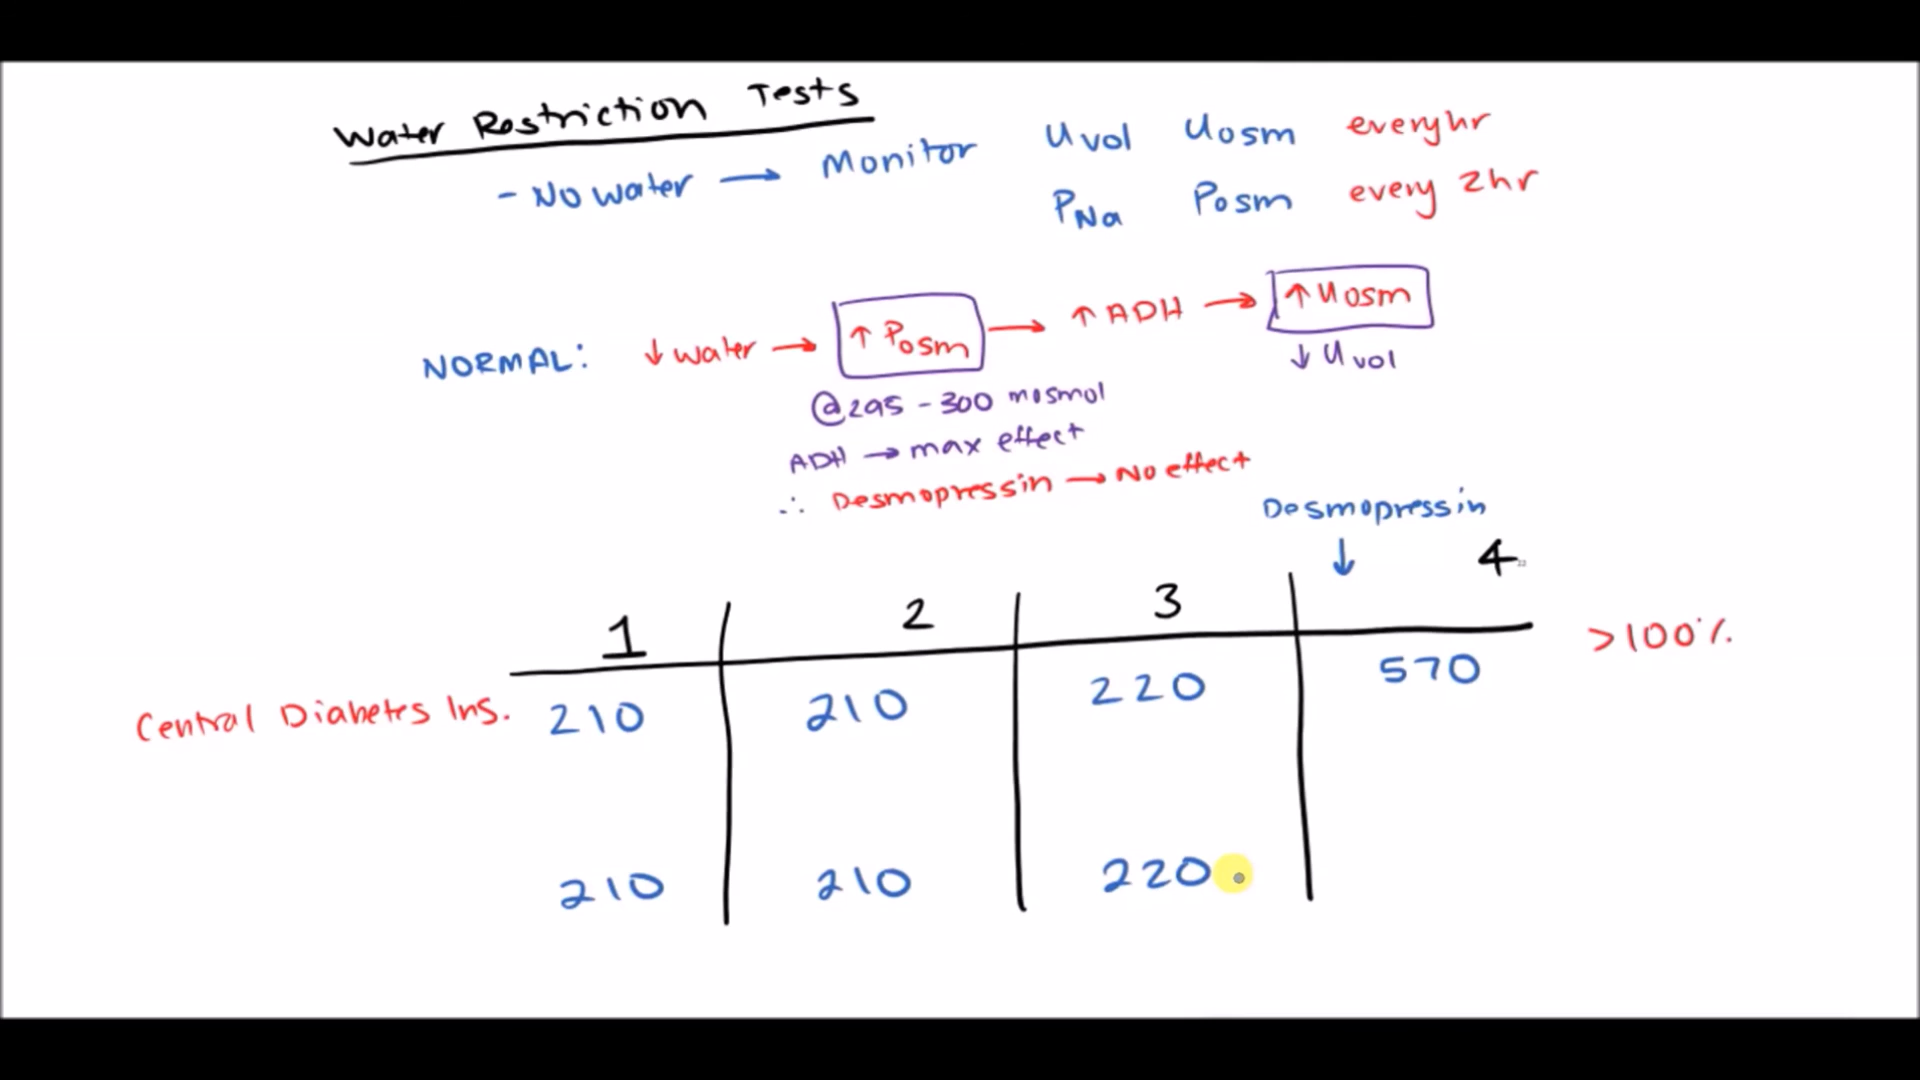 Water Restriction Tests
- No water → Monitor Uvol Uosm every hr
PNa Posm every 2hr
NORMAL: ↓ water → ↑ Posm → ↑ ADH → ↑ Uosm
↓ Uvol
@ 295 - 300 mosmol
ADH → max effect
∴ Desmopressin → No effect
Desmopressin
↓
1 2 3 4
Central Diabetes Ins. 210 210 220 570 >100%
210 210 220